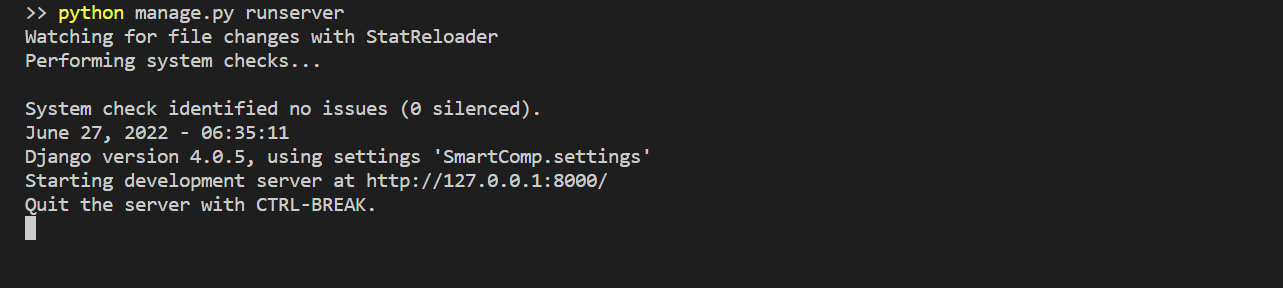 >> python manage.py runserver
Watching for file changes with StatReloader
Performing system checks...
System check identified no issues (0 silenced).
June 27, 2022 - 06:35:11
Django version 4.0.5, using settings 'SmartComp.settings'
Starting development server at http://127.0.0.1:8000/
Quit the server with CTRL-BREAK.